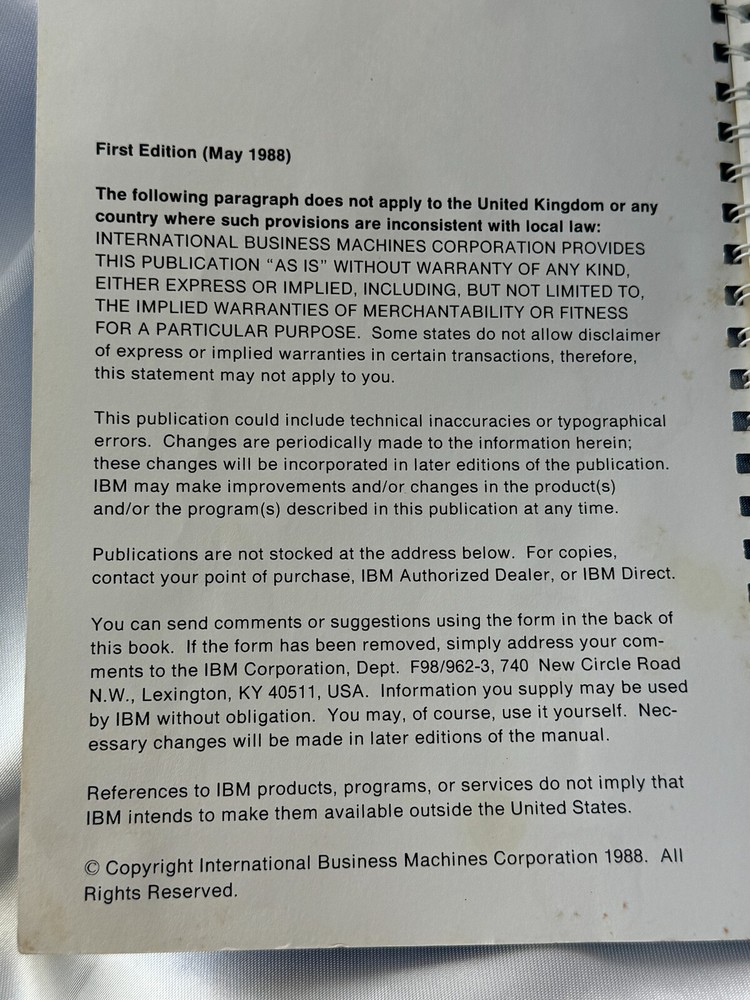 First Edition (May 1988)
The following paragraph does not apply to the United Kingdom or any
country where such provisions are inconsistent with local law:
INTERNATIONAL BUSINESS MACHINES CORPORATION PROVIDES
THIS PUBLICATION “AS IS” WITHOUT WARRANTY OF ANY KIND,
EITHER EXPRESS OR IMPLIED, INCLUDING, BUT NOT LIMITED TO,
THE IMPLIED WARRANTIES OF MERCHANTABILITY OR FITNESS
FOR A PARTICULAR PURPOSE. Some states do not allow disclaimer
of express or implied warranties in certain transactions, therefore,
this statement may not apply to you.
This publication could include technical inaccuracies or typographical
errors. Changes are periodically made to the information herein;
these changes will be incorporated in later editions of the publication.
IBM may make improvements and/or changes in the product(s)
and/or the program(s) described in this publication at any time.
Publications are not stocked at the address below. For copies,
contact your point of purchase, IBM Authorized Dealer, or IBM Direct.
You can send comments or suggestions using the form in the back of
this book. If the form has been removed, simply address your com-
ments to the IBM Corporation, Dept. F98/962-3, 740 New Circle Road
N.W., Lexington, KY 40511, USA. Information you supply may be used
by IBM without obligation. You may, of course, use it yourself. Nec-
essary changes will be made in later editions of the manual.
References to IBM products, programs, or services do not imply that
IBM intends to make them available outside the United States.
© Copyright International Business Machines Corporation 1988. All
Rights Reserved.